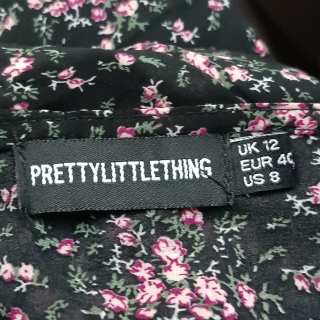 PRETTYLITTLETHING
UK 12
EUR 40
US 8